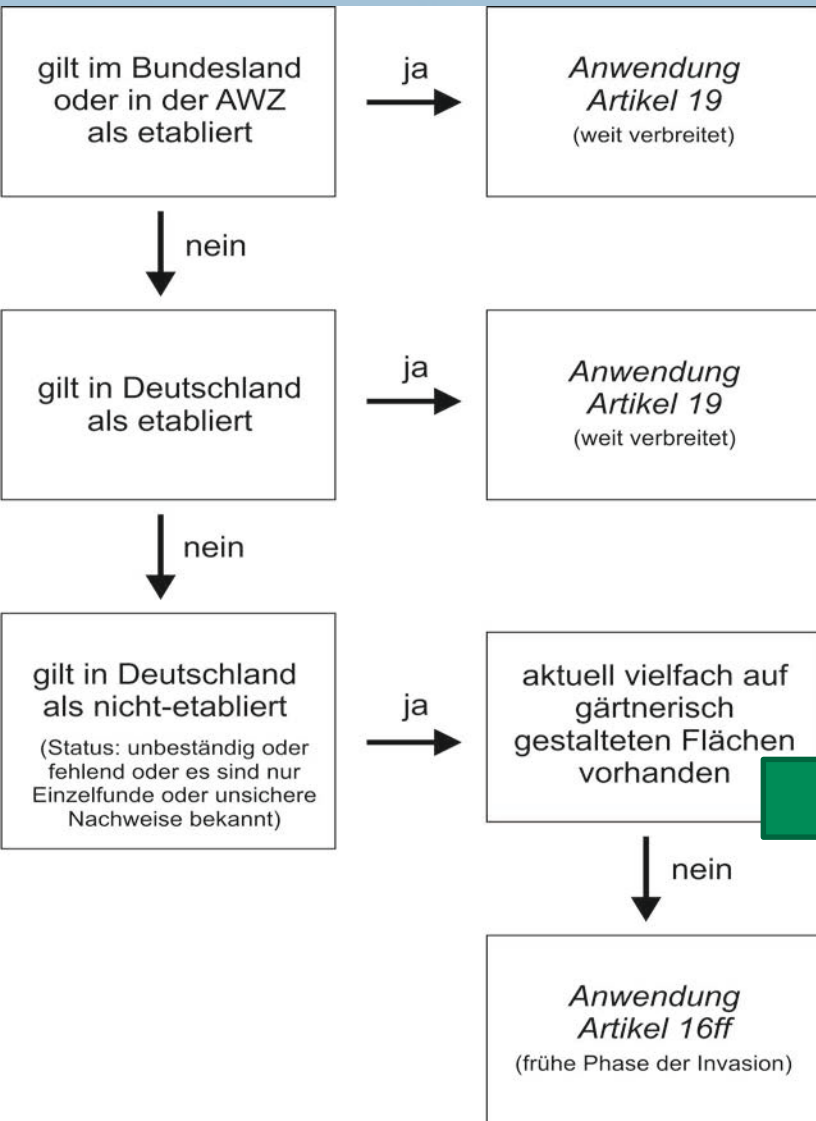 gilt im Bundesland
oder in der AWZ
als etabliert
ja
Anwendung
Artikel 19
(weit verbreitet)
nein
gilt in Deutschland
als etabliert
ja
Anwendung
Artikel 19
(weit verbreitet)
nein
gilt in Deutschland
als nicht-etabliert
(Status: unbeständig oder
fehlend oder es sind nur
Einzelfunde oder unsichere
Nachweise bekannt)
ja
aktuell vielfach auf
gärtnerisch
gestalteten Flächen
vorhanden
nein
Anwendung
Artikel 16ff
(frühe Phase der Invasion)